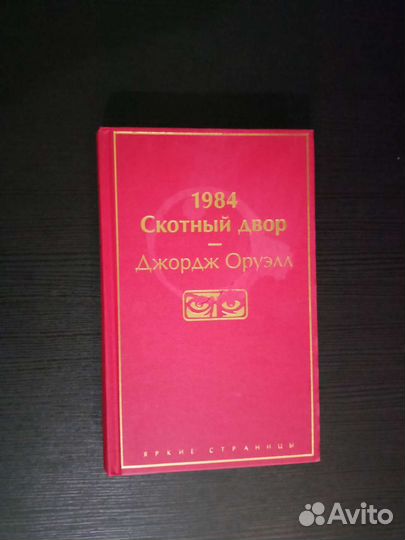 1984
Скотный двор
Джордж Оруэлл
ЯРКИЕ СТРАНИЦЫ
Avito